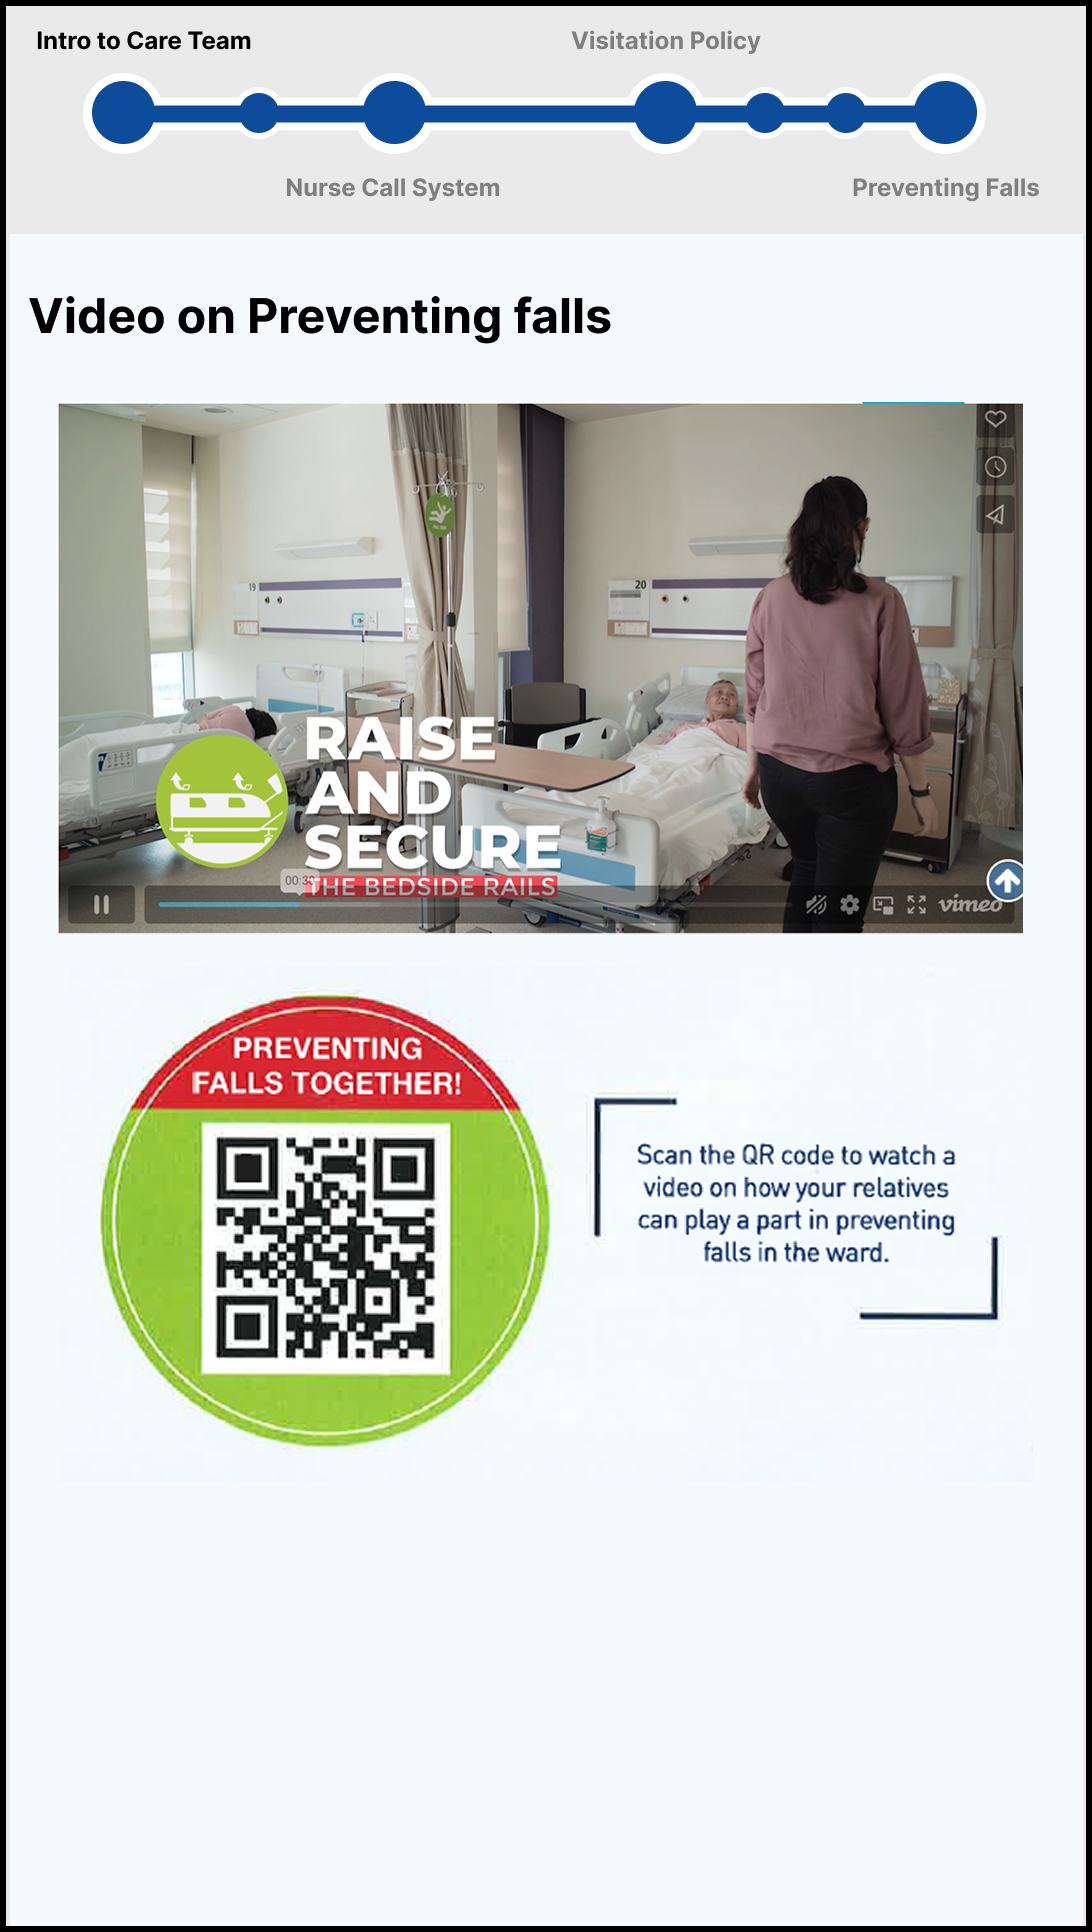 Intro to Care Team
Visitation Policy
Nurse Call System
Preventing Falls
Video on Preventing falls
19
20
RAISE
AND
SECURE
THE BEDSIDE RAILS
00:30
vimeo
PREVENTING
FALLS TOGETHER!
Scan the QR code to watch a
video on how your relatives
can play a part in preventing
falls in the ward.